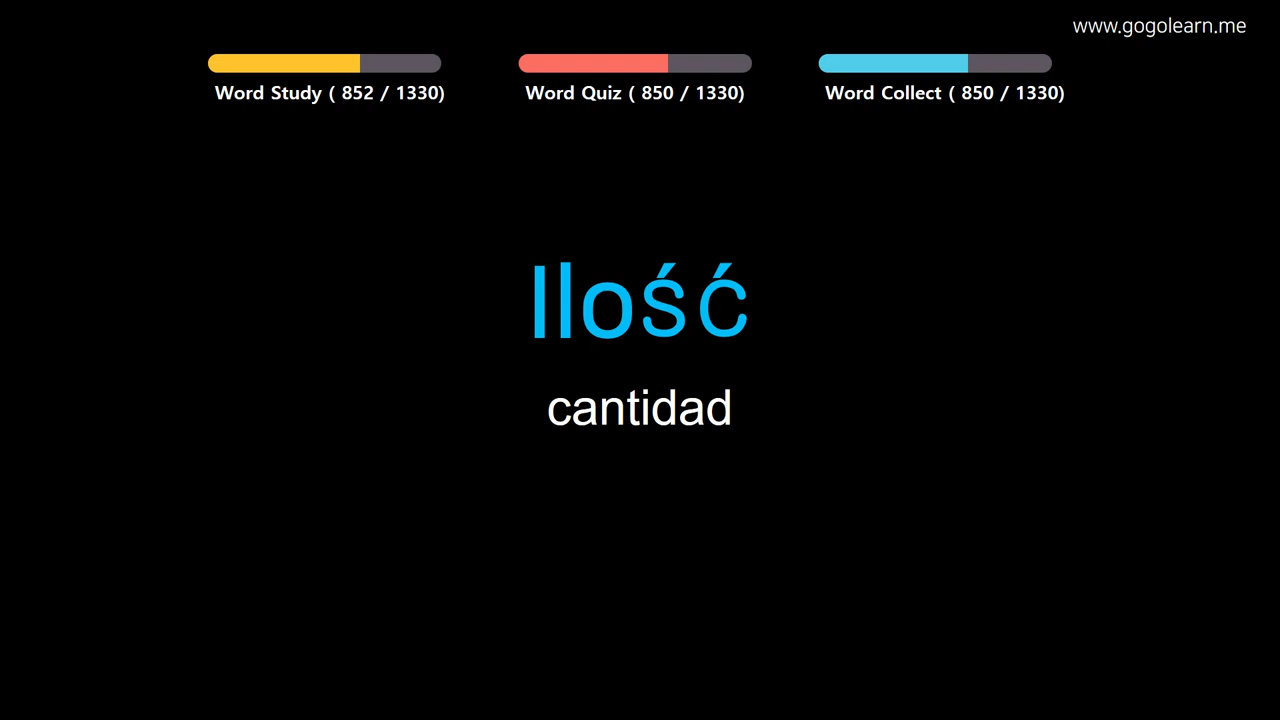 www.gogolearn.me
Word Study ( 852 / 1330)
Word Quiz ( 850 / 1330)
Word Collect ( 850 / 1330)
Ilość
cantidad